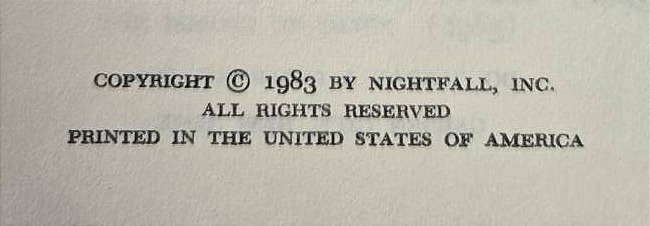 COPYRIGHT © 1983 BY NIGHTFALL, INC.
ALL RIGHTS RESERVED
PRINTED IN THE UNITED STATES OF AMERICA